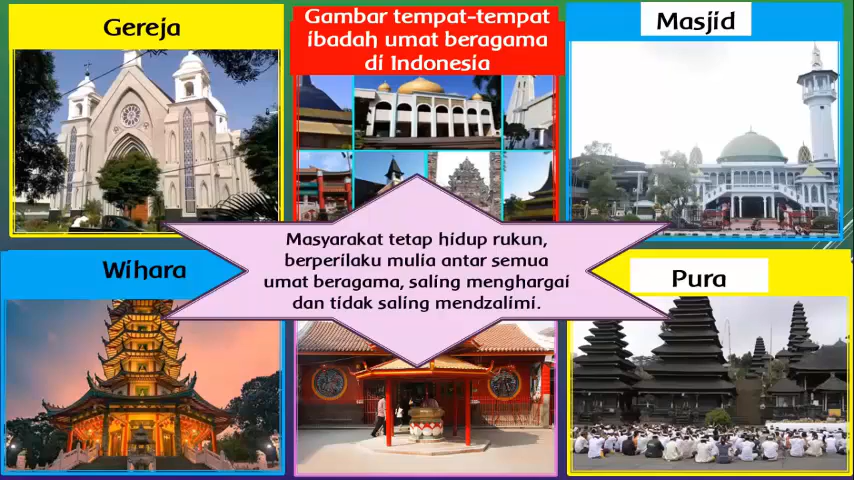 Gereja
Gambar tempat-tempat
ibadah umat beragama
di Indonesia
Masjid
Masyarakat tetap hidup rukun,
berperilaku mulia antar semua
umat beragama, saling menghargai
dan tidak saling mendzalimi.
Wihara
Pura